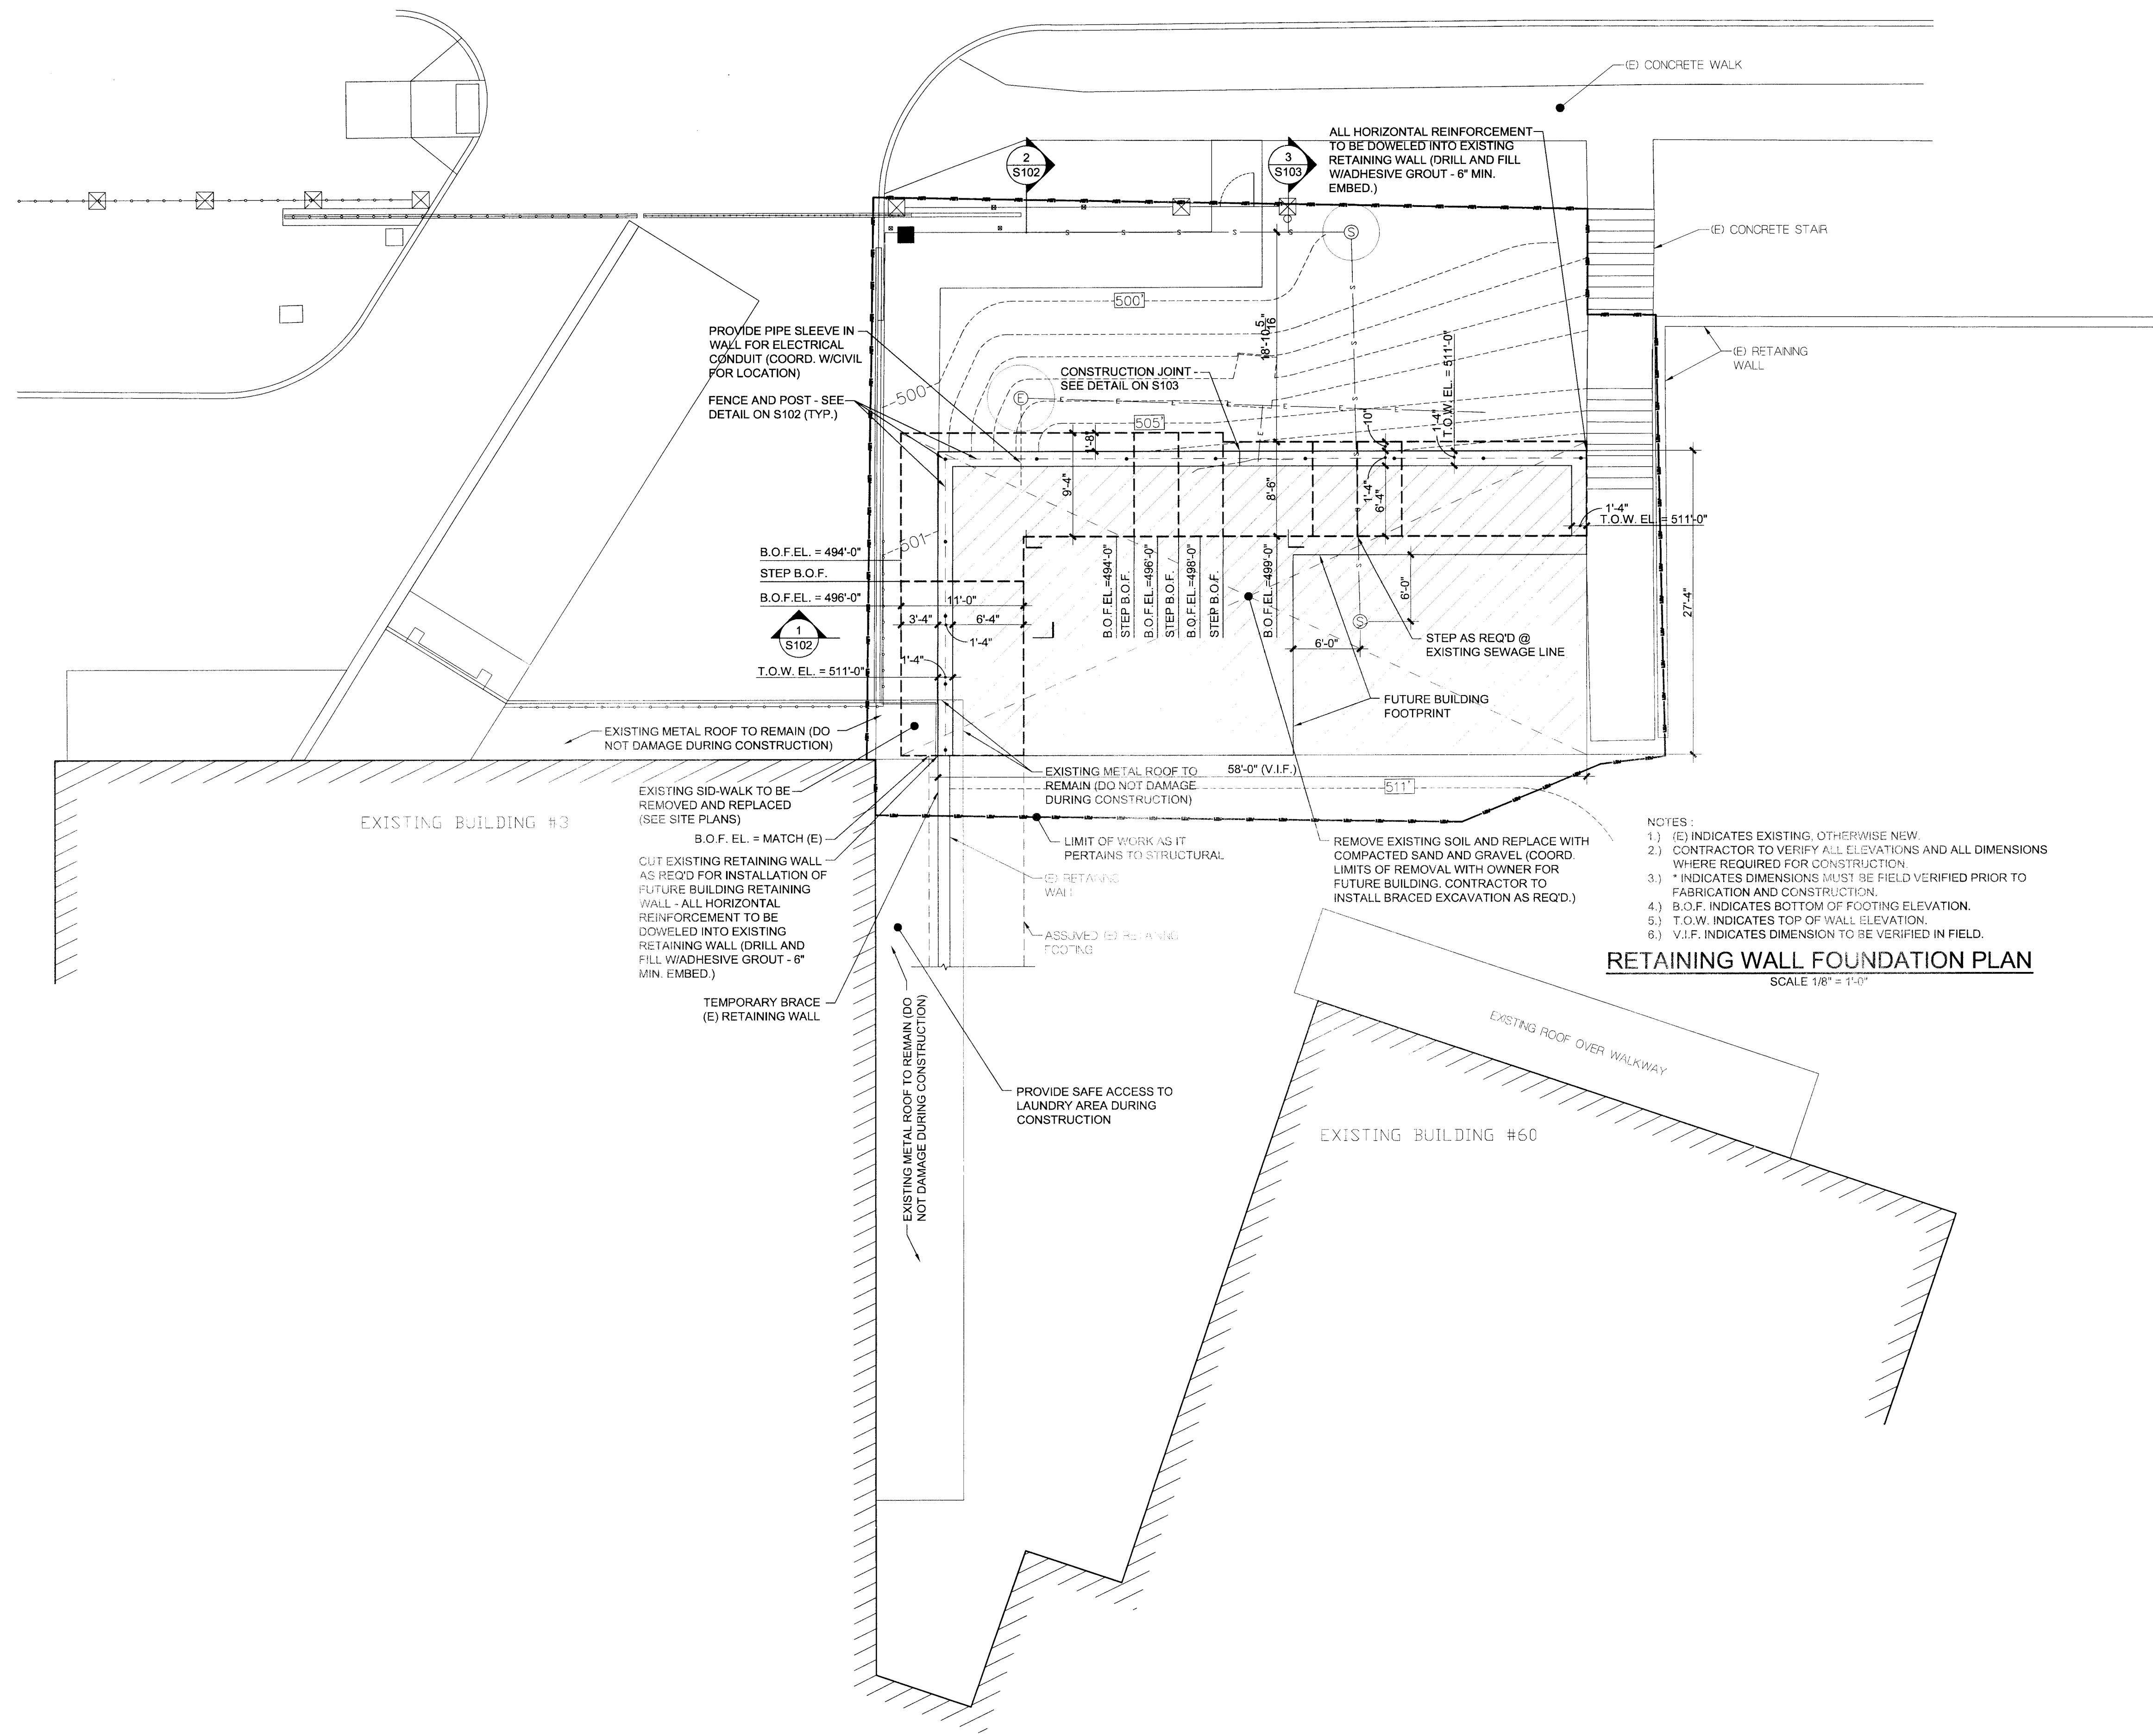 (E) CONCRETE WALK
ALL HORIZONTAL REINFORCEMENT
TO BE DOWELED INTO EXISTING
RETAINING WALL (DRILL AND FILL
W/ADHESIVE GROUT - 6" MIN.
EMBED.)
2
S102
3
S103
(E) CONCRETE STAIR
S S S S S
S
500'
PROVIDE PIPE SLEEVE IN
WALL FOR ELECTRICAL
CONDUIT (COORD. W/CIVIL
FOR LOCATION)
18'-10 5/16"
T.O.W. EL. = 511'-0"
(E) RETAINING
WALL
CONSTRUCTION JOINT -
SEE DETAIL ON S103
FENCE AND POST - SEE
DETAIL ON S102 (TYP.)
500
E
E E E E E E
505'
10"
1'-4"
1'-8"
9'-4"
8'-6"
1'-4"
6'-4"
1'-4"
T.O.W. EL. = 511'-0"
501
B.O.F.EL. = 494'-0"
STEP B.O.F.
B.O.F.EL. = 496'-0"
B.O.F.EL.=494'-0"
STEP B.O.F.
B.O.F.EL.=496'-0"
STEP B.O.F.
B.O.F.EL.=498'-0"
STEP B.O.F.
B.O.F.EL.=499'-0"
6'-0"
27'-4"
11'-0"
3'-4"
6'-4"
1'-4"
1
S102
S
6'-0"
STEP AS REQ'D @
EXISTING SEWAGE LINE
1'-4"
T.O.W. EL. = 511'-0"
FUTURE BUILDING
FOOTPRINT
EXISTING METAL ROOF TO REMAIN (DO
NOT DAMAGE DURING CONSTRUCTION)
EXISTING METAL ROOF TO
REMAIN (DO NOT DAMAGE
DURING CONSTRUCTION)
58'-0" (V.I.F.)
511'
EXISTING SID-WALK TO BE
REMOVED AND REPLACED
(SEE SITE PLANS)
EXISTING BUILDING #3
B.O.F. EL. = MATCH (E)
CUT EXISTING RETAINING WALL
AS REQ'D FOR INSTALLATION OF
FUTURE BUILDING RETAINING
WALL - ALL HORIZONTAL
REINFORCEMENT TO BE
DOWELED INTO EXISTING
RETAINING WALL (DRILL AND
FILL W/ADHESIVE GROUT - 6"
MIN. EMBED.)
LIMIT OF WORK AS IT
PERTAINS TO STRUCTURAL
(E) RETAINING
WALL
ASSUMED (E) RETAINING
FOOTING
REMOVE EXISTING SOIL AND REPLACE WITH
COMPACTED SAND AND GRAVEL (COORD.
LIMITS OF REMOVAL WITH OWNER FOR
FUTURE BUILDING. CONTRACTOR TO
INSTALL BRACED EXCAVATION AS REQ'D.)
NOTES :
1.) (E) INDICATES EXISTING, OTHERWISE NEW.
2.) CONTRACTOR TO VERIFY ALL ELEVATIONS AND ALL DIMENSIONS
WHERE REQUIRED FOR CONSTRUCTION.
3.) * INDICATES DIMENSIONS MUST BE FIELD VERIFIED PRIOR TO
FABRICATION AND CONSTRUCTION.
4.) B.O.F. INDICATES BOTTOM OF FOOTING ELEVATION.
5.) T.O.W. INDICATES TOP OF WALL ELEVATION.
6.) V.I.F. INDICATES DIMENSION TO BE VERIFIED IN FIELD.
RETAINING WALL FOUNDATION PLAN
SCALE 1/8" = 1'-0"
TEMPORARY BRACE
(E) RETAINING WALL
EXISTING METAL ROOF TO REMAIN (DO
NOT DAMAGE DURING CONSTRUCTION)
PROVIDE SAFE ACCESS TO
LAUNDRY AREA DURING
CONSTRUCTION
EXISTING ROOF OVER WALKWAY
EXISTING BUILDING #60